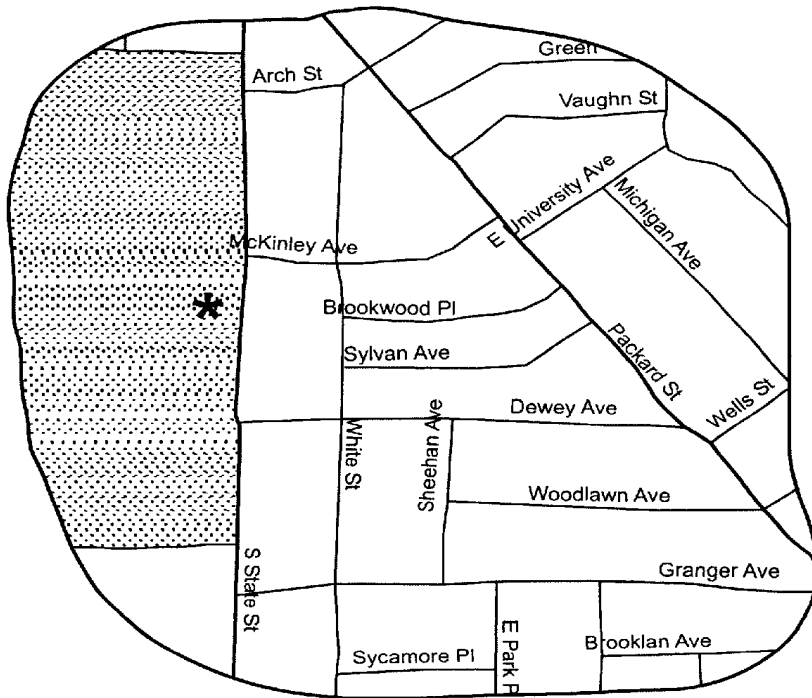 Green
Arch St
Vaughn St
E University Ave
Michigan Ave
McKinley Ave
*
Brookwood Pl
Sylvan Ave
Packard St
Wells St
Dewey Ave
White St
Sheehan Ave
Woodlawn Ave
S State St
Granger Ave
E Park P
Brooklan Ave
Sycamore Pl